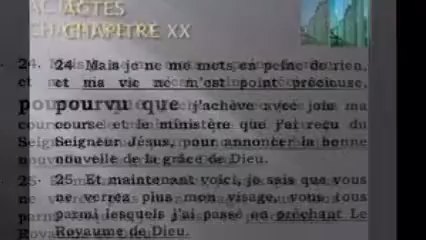 ACTES
CHAPITRE XX
24 Mais je ne me mets en peine de rien,
et ma vie ne m'est point précieuse,
pourvu que j'achève avec joie ma
course et le ministère que j'ai reçu du
Seigneur Jésus, pour annoncer la bonne
nouvelle de la grâce de Dieu.
25 Et maintenant voici, je sais que vous
ne verrez plus mon visage, vous tous
parmi lesquels j'ai passé en prêchant Le
Royaume de Dieu.